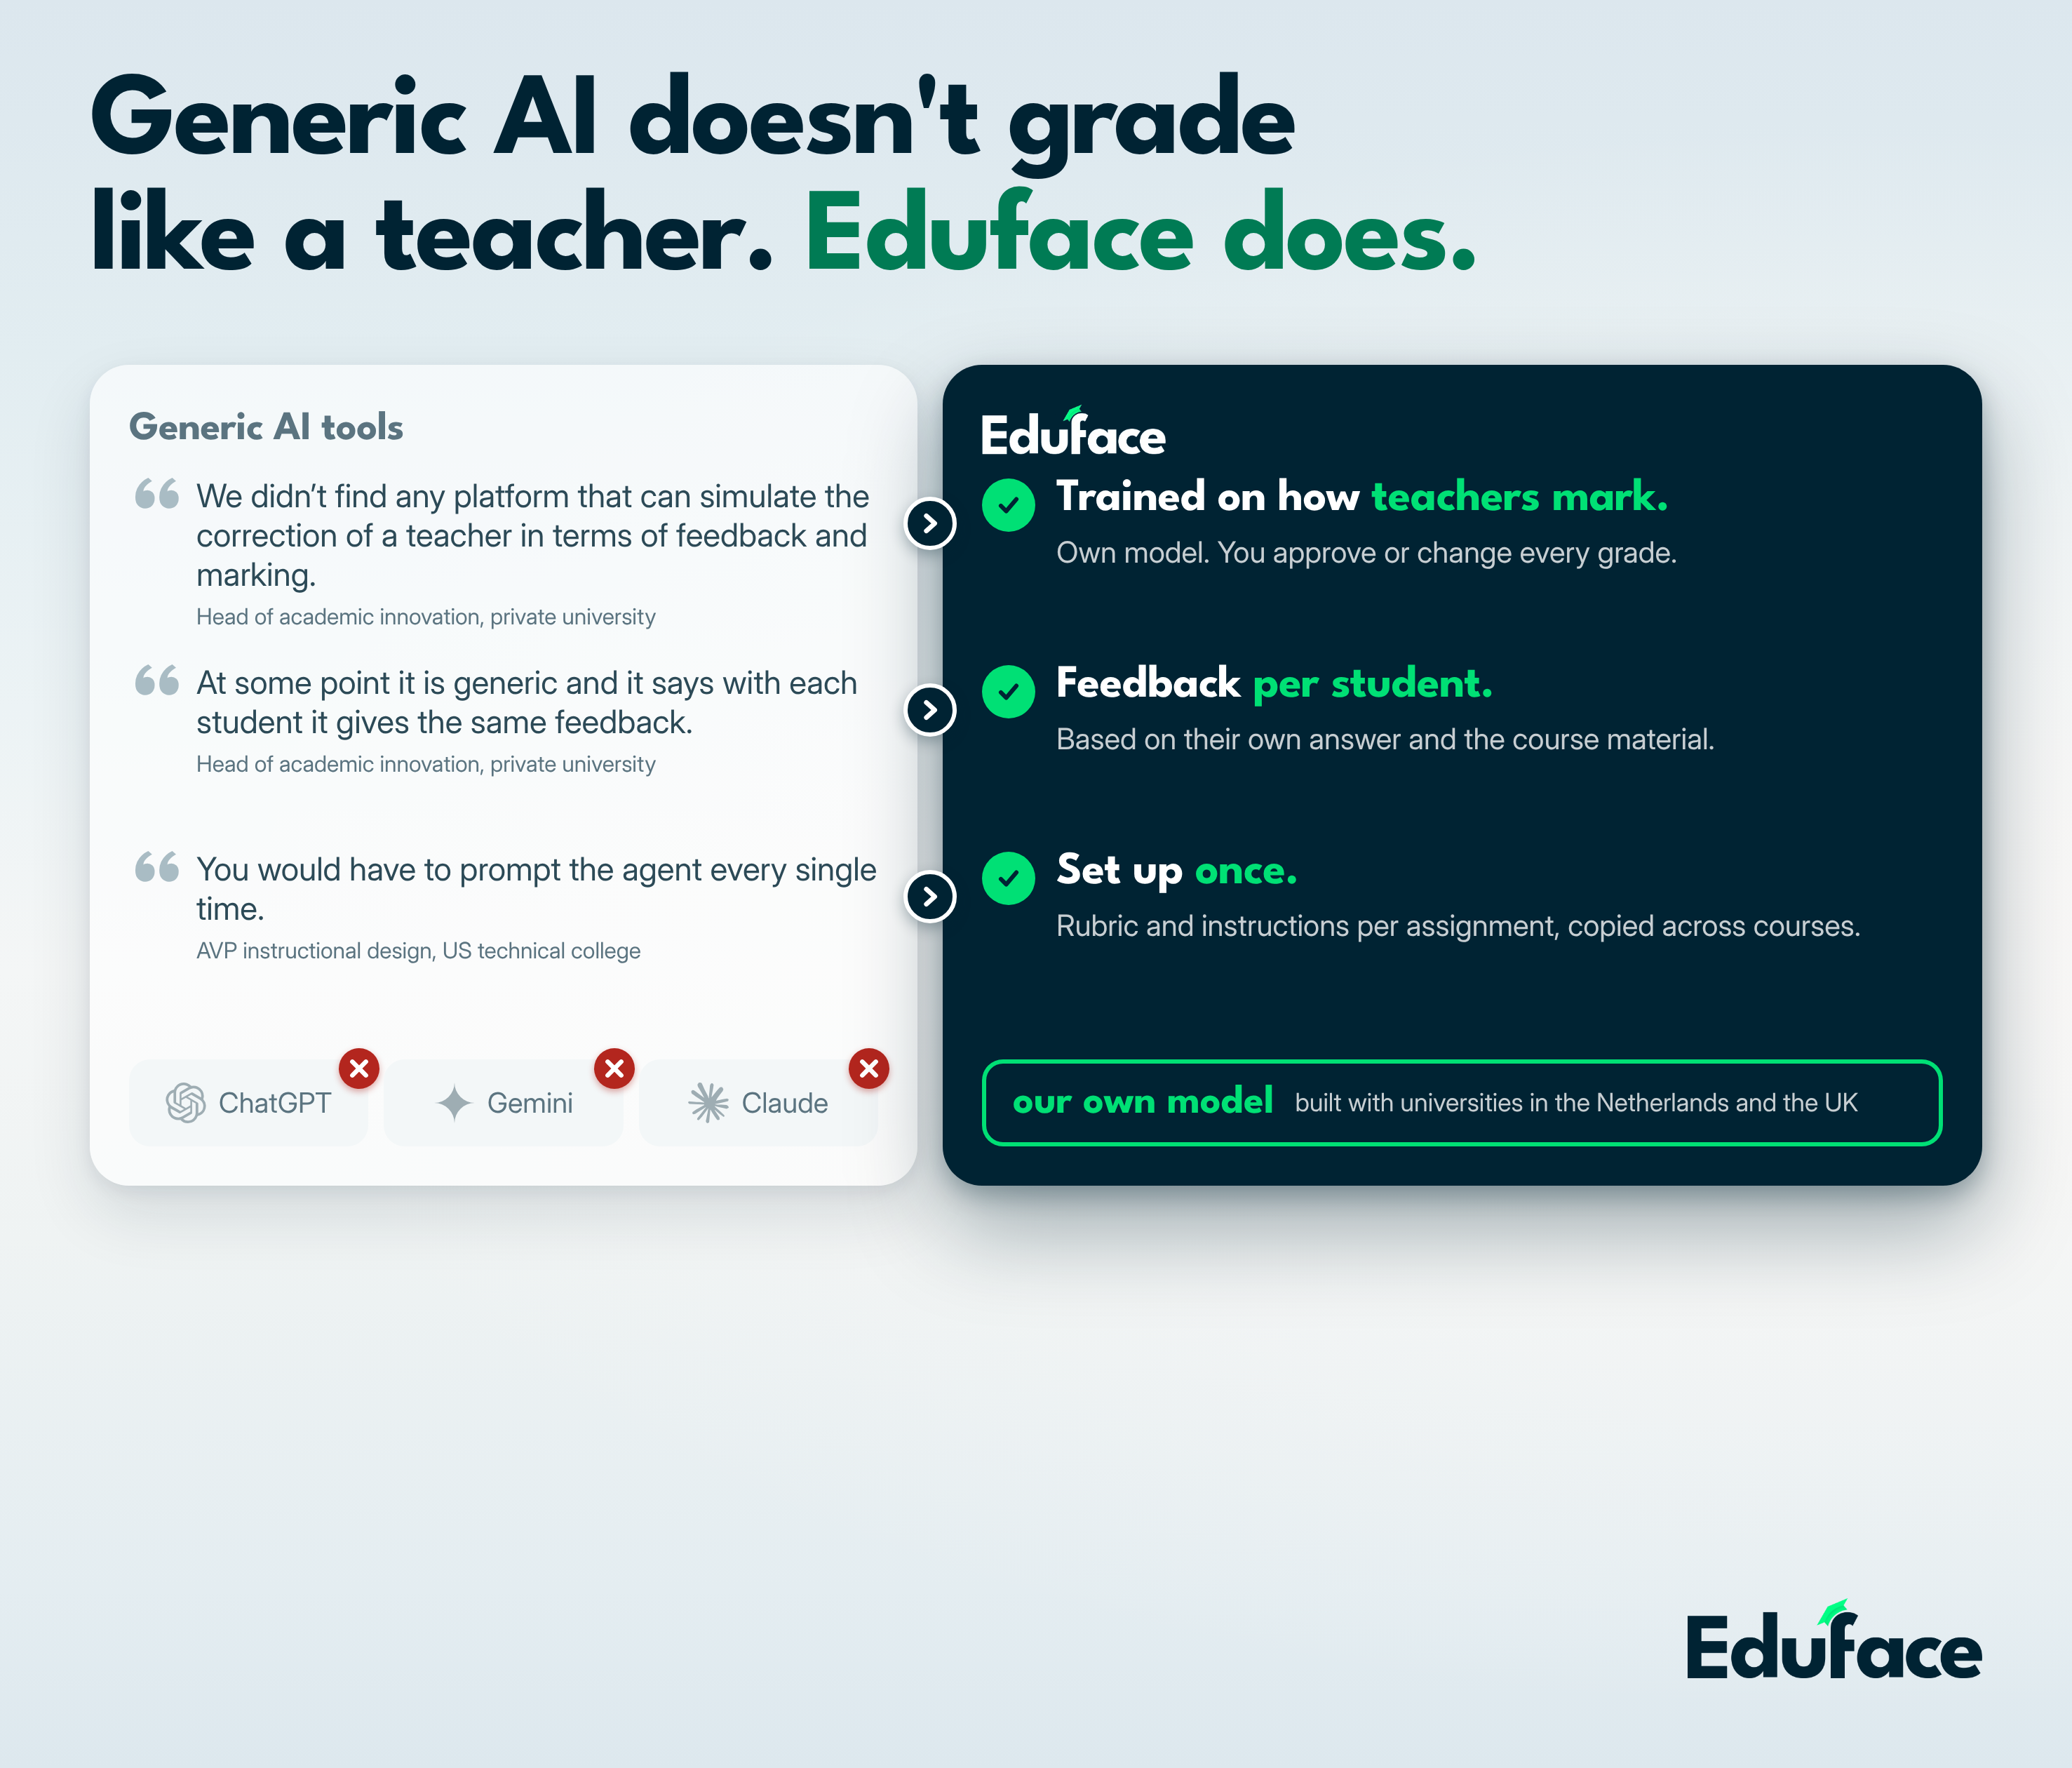 Generic AI doesn't grade
like a teacher. Eduface does.
Generic AI tools
We didn’t find any platform that can simulate the
correction of a teacher in terms of feedback and
marking.
Head of academic innovation, private university
At some point it is generic and it says with each
student it gives the same feedback.
Head of academic innovation, private university
You would have to prompt the agent every single
time.
AVP instructional design, US technical college
ChatGPT
Gemini
Claude
Eduface
Trained on how teachers mark.
Own model. You approve or change every grade.
Feedback per student.
Based on their own answer and the course material.
Set up once.
Rubric and instructions per assignment, copied across courses.
our own model built with universities in the Netherlands and the UK
Eduface